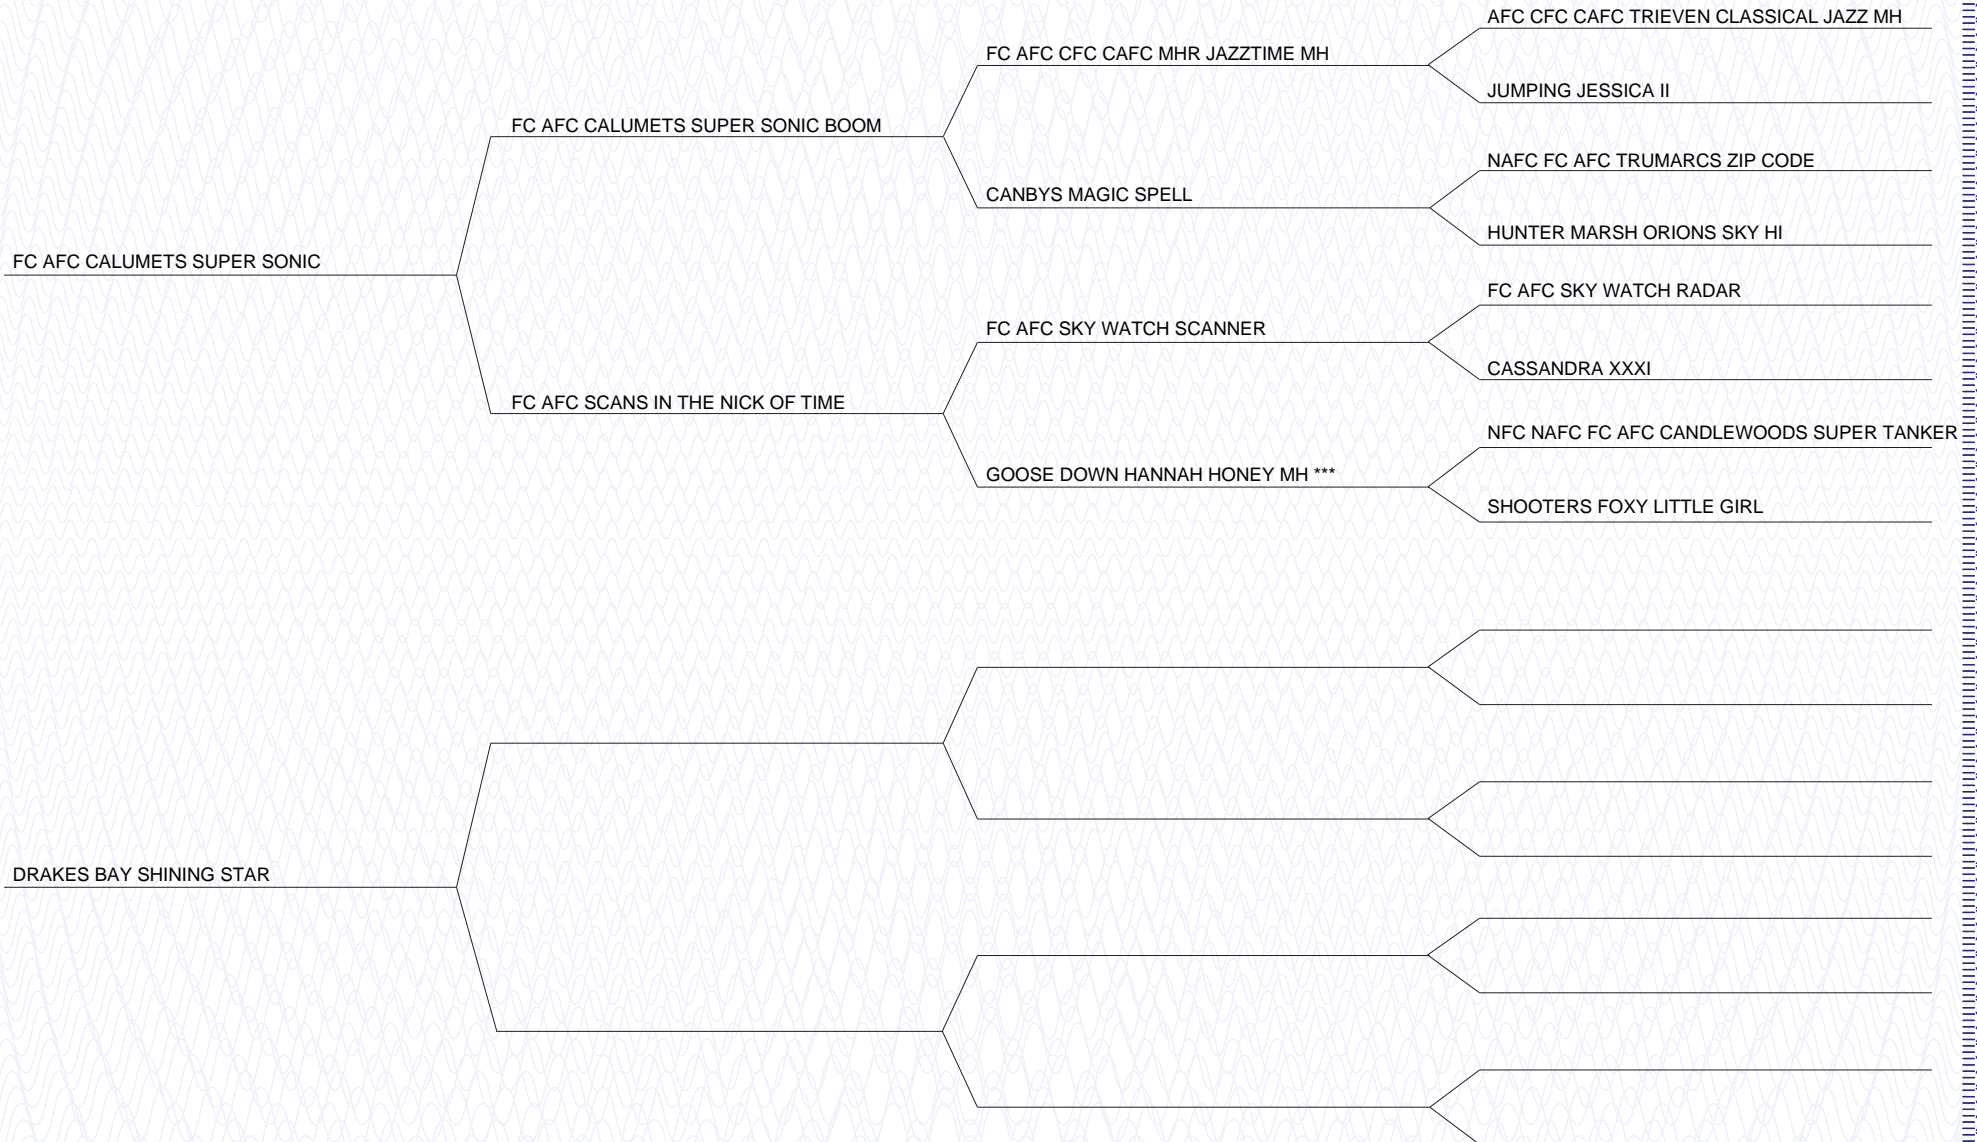 AFC CFC CAFC TRIEVEN CLASSICAL JAZZ MH
FC AFC CFC CAFC MHR JAZZTIME MH
JUMPING JESSICA II
FC AFC CALUMETS SUPER SONIC BOOM
NAFC FC AFC TRUMARCS ZIP CODE
CANBYS MAGIC SPELL
HUNTER MARSH ORIONS SKY HI
FC AFC CALUMETS SUPER SONIC
FC AFC SKY WATCH RADAR
FC AFC SKY WATCH SCANNER
CASSANDRA XXXI
FC AFC SCANS IN THE NICK OF TIME
NFC NAFC FC AFC CANDLEWOODS SUPER TANKER
GOOSE DOWN HANNAH HONEY MH ***
SHOOTERS FOXY LITTLE GIRL
DRAKES BAY SHINING STAR